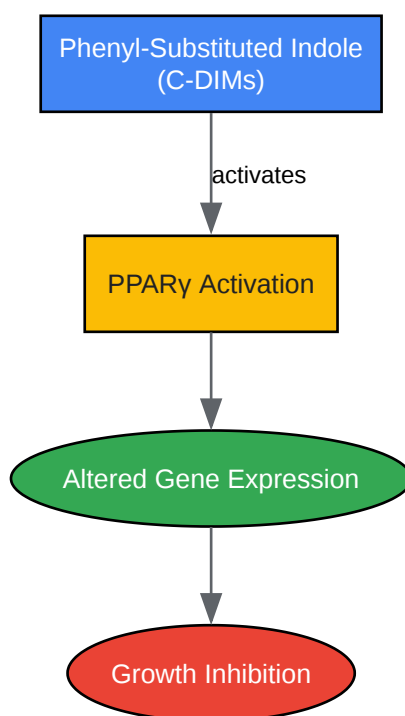 Phenyl-Substituted Indole
(C-DIMs)
activates
PPARγ Activation
Altered Gene Expression
Growth Inhibition